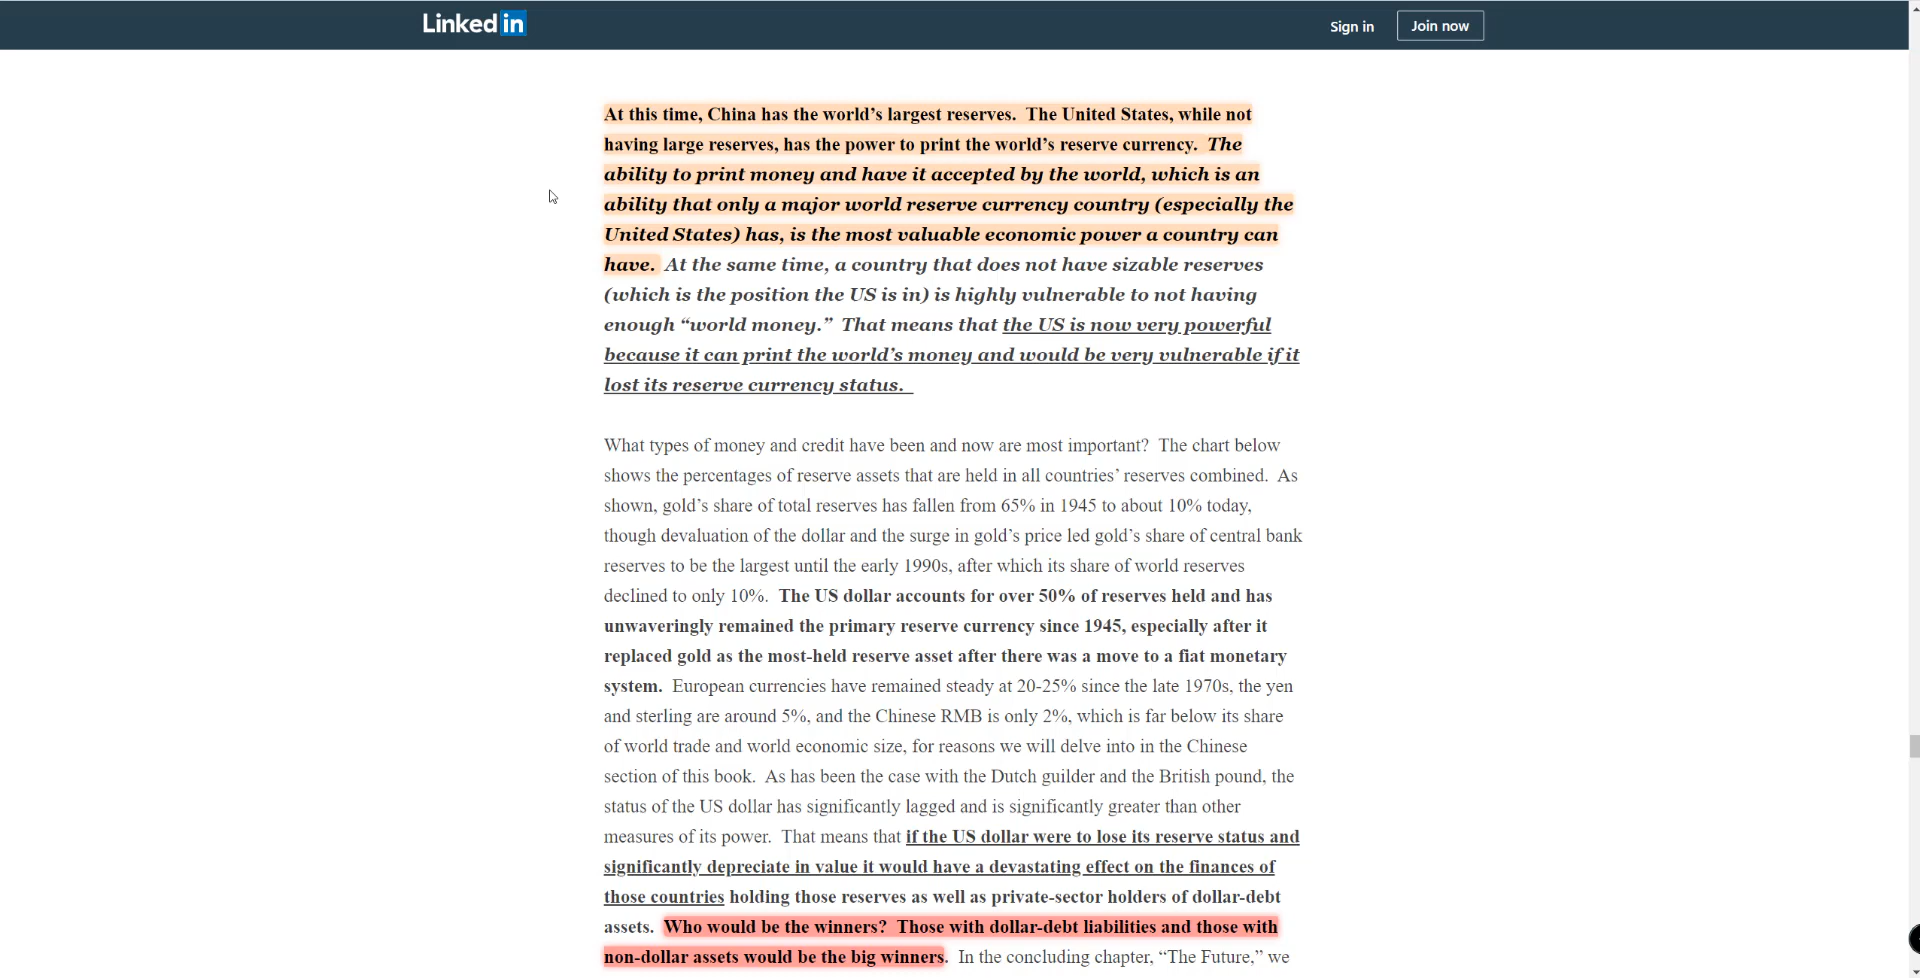 LinkedIn
Sign in
Join now
At this time, China has the world’s largest reserves.  The United States, while not
having large reserves, has the power to print the world’s reserve currency.  The
ability to print money and have it accepted by the world, which is an
ability that only a major world reserve currency country (especially the
United States) has, is the most valuable economic power a country can
have.  At the same time, a country that does not have sizable reserves
(which is the position the US is in) is highly vulnerable to not having
enough “world money.”  That means that the US is now very powerful
because it can print the world’s money and would be very vulnerable if it
lost its reserve currency status.
What types of money and credit have been and now are most important?  The chart below
shows the percentages of reserve assets that are held in all countries’ reserves combined.  As
shown, gold’s share of total reserves has fallen from 65% in 1945 to about 10% today,
though devaluation of the dollar and the surge in gold’s price led gold’s share of central bank
reserves to be the largest until the early 1990s, after which its share of world reserves
declined to only 10%.  The US dollar accounts for over 50% of reserves held and has
unwaveringly remained the primary reserve currency since 1945, especially after it
replaced gold as the most-held reserve asset after there was a move to a fiat monetary
system.  European currencies have remained steady at 20-25% since the late 1970s, the yen
and sterling are around 5%, and the Chinese RMB is only 2%, which is far below its share
of world trade and world economic size, for reasons we will delve into in the Chinese
section of this book.  As has been the case with the Dutch guilder and the British pound, the
status of the US dollar has significantly lagged and is significantly greater than other
measures of its power.  That means that if the US dollar were to lose its reserve status and
significantly depreciate in value it would have a devastating effect on the finances of
those countries holding those reserves as well as private-sector holders of dollar-debt
assets.  Who would be the winners?  Those with dollar-debt liabilities and those with
non-dollar assets would be the big winners.  In the concluding chapter, “The Future,” we